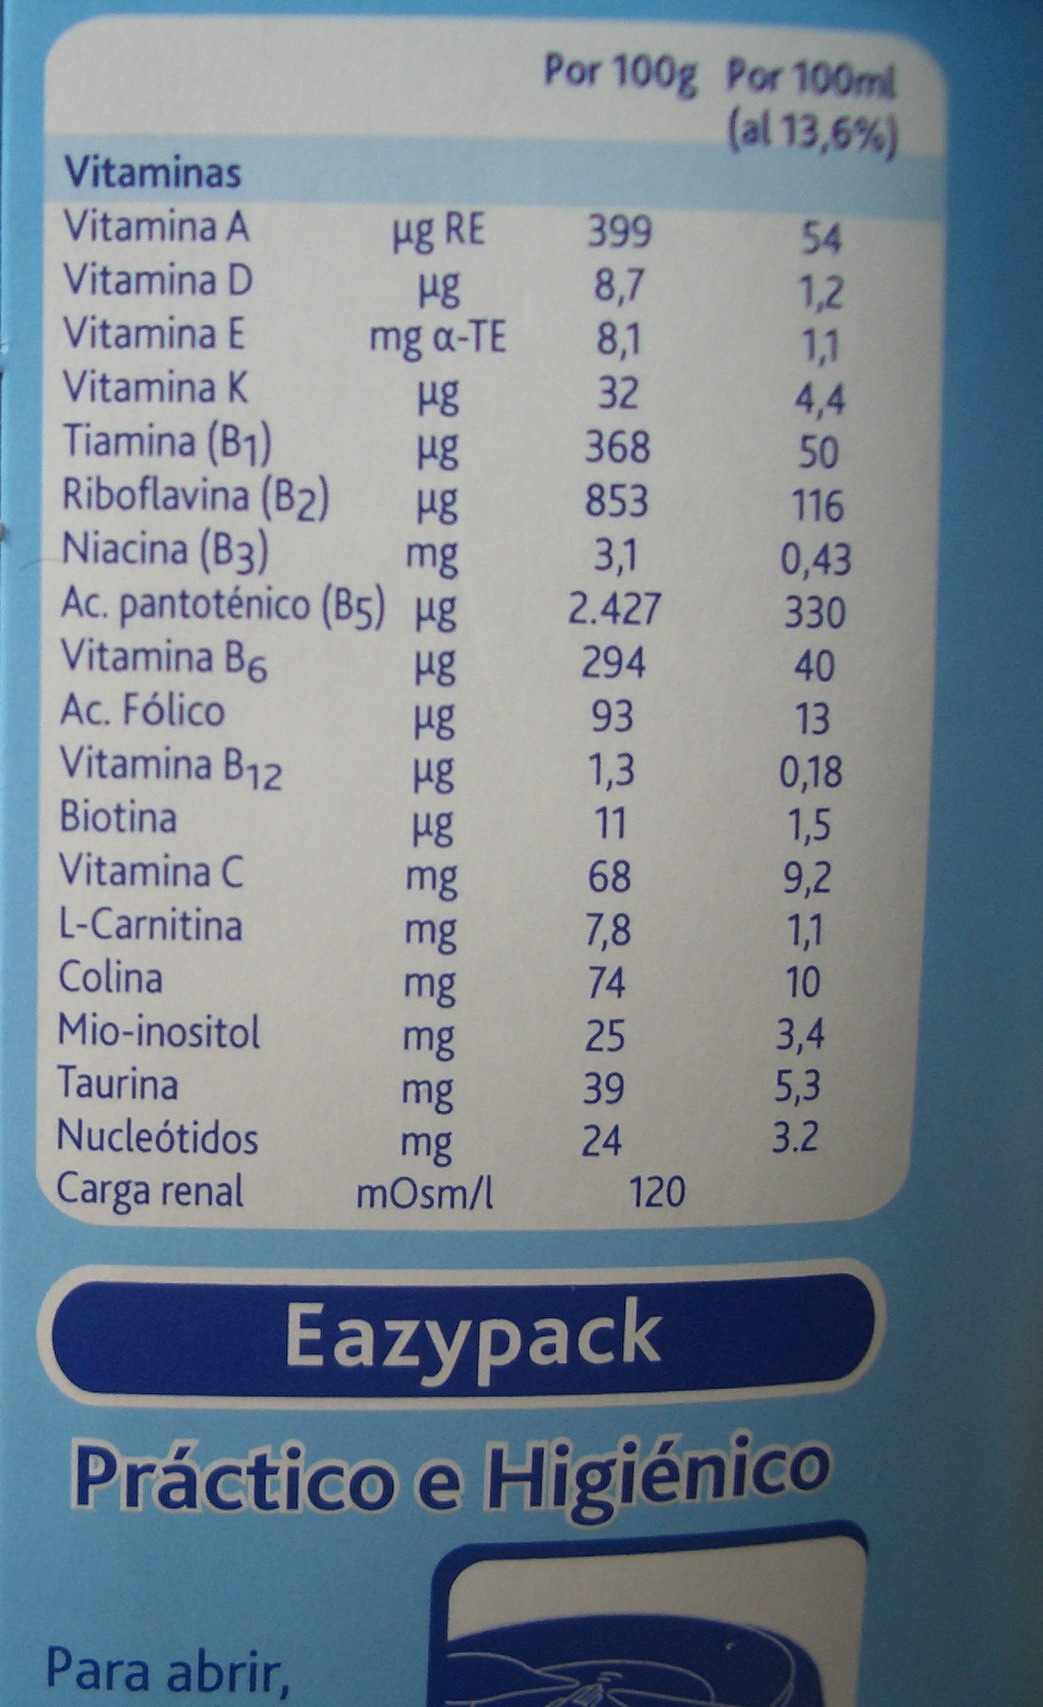 Por 100g Por 100ml
(al 13,6%)
Vitaminas
Vitamina A µg RE 399 54
Vitamina D µg 8,7 1,2
Vitamina E mg α-TE 8,1 1,1
Vitamina K µg 32 4,4
Tiamina (B1) µg 368 50
Riboflavina (B2) µg 853 116
Niacina (B3) mg 3,1 0,43
Ac. pantoténico (B5) µg 2.427 330
Vitamina B6 µg 294 40
Ac. Fólico µg 93 13
Vitamina B12 µg 1,3 0,18
Biotina µg 11 1,5
Vitamina C mg 68 9,2
L-Carnitina mg 7,8 1,1
Colina mg 74 10
Mio-inositol mg 25 3,4
Taurina mg 39 5,3
Nucleótidos mg 24 3.2
Carga renal mOsm/l 120
Eazypack
Práctico e Higiénico
Para abrir,